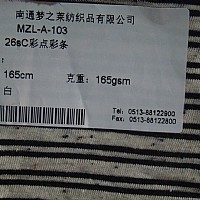 南通梦之莱纺织品有限公司
MZL-A-103
26sC彩点彩条
165cm 克重: 165gsm
白
Tel: 0513-88122900
Fax: 0513-88122800